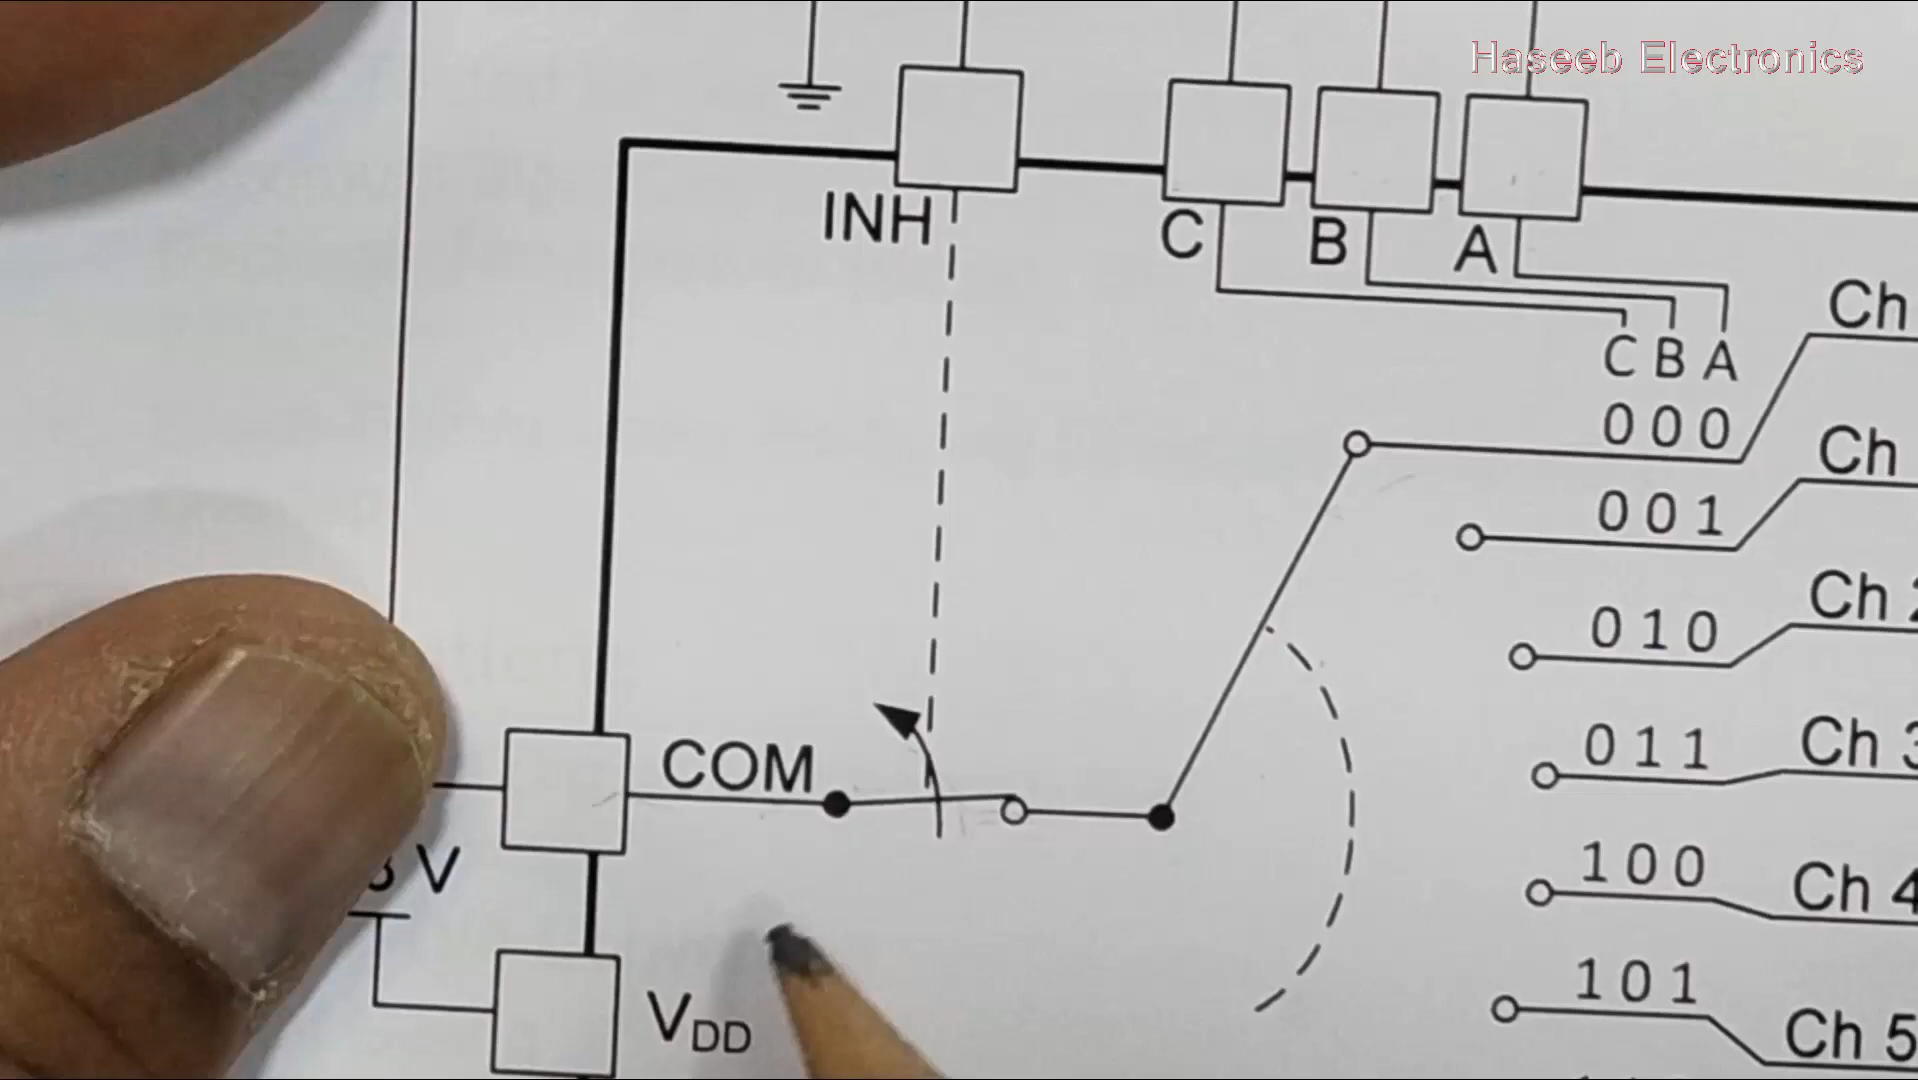 Haseeb Electronics
INH
C
B
A
C B A
Ch
0 0 0
Ch
0 0 1
Ch 2
0 1 0
Ch 3
0 1 1
COM
Ch 4
1 0 0
V
Ch 5
1 0 1
VDD